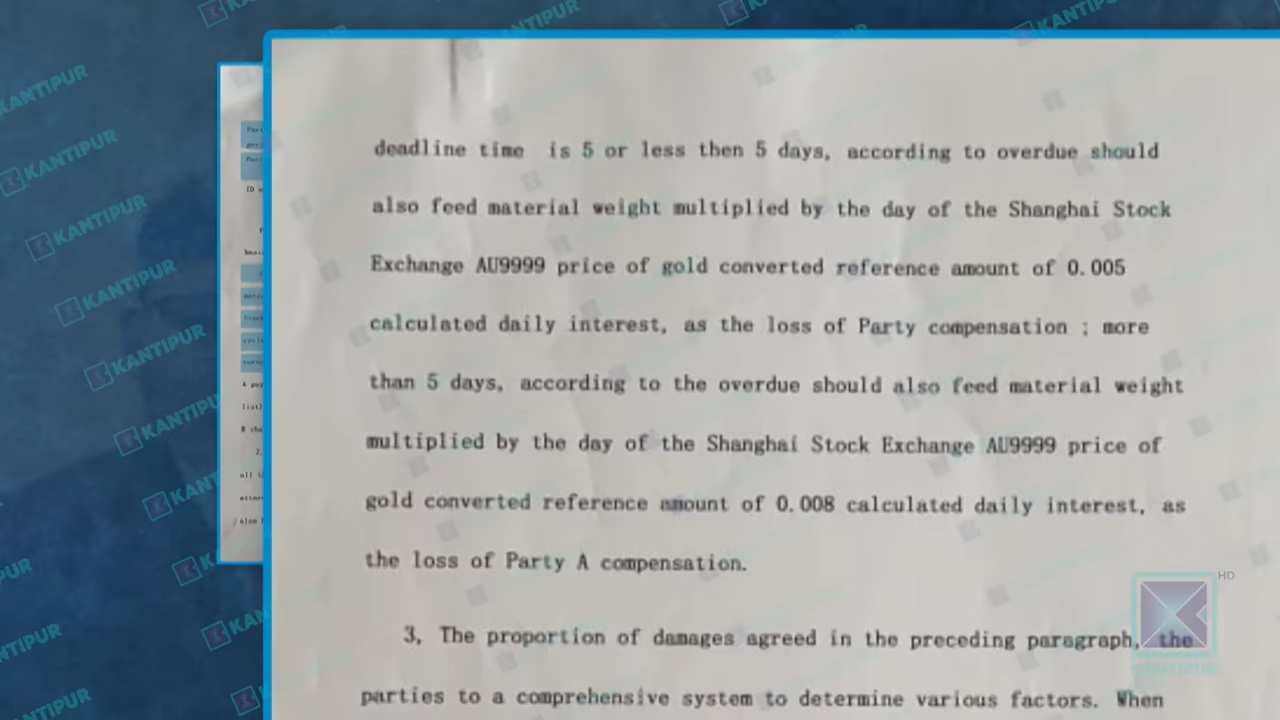 deadline time is 5 or less then 5 days, according to overdue should
also feed material weight multiplied by the day of the Shanghai Stock
Exchange AU9999 price of gold converted reference amount of 0.005
calculated daily interest, as the loss of Party compensation ; more
than 5 days, according to the overdue should also feed material weight
multiplied by the day of the Shanghai Stock Exchange AU9999 price of
gold converted reference amount of 0.008 calculated daily interest, as
the loss of Party A compensation.
3, The proportion of damages agreed in the preceding paragraph, the
parties to a comprehensive system to determine various factors. When
KANTIPUR
HD
KANTIPUR